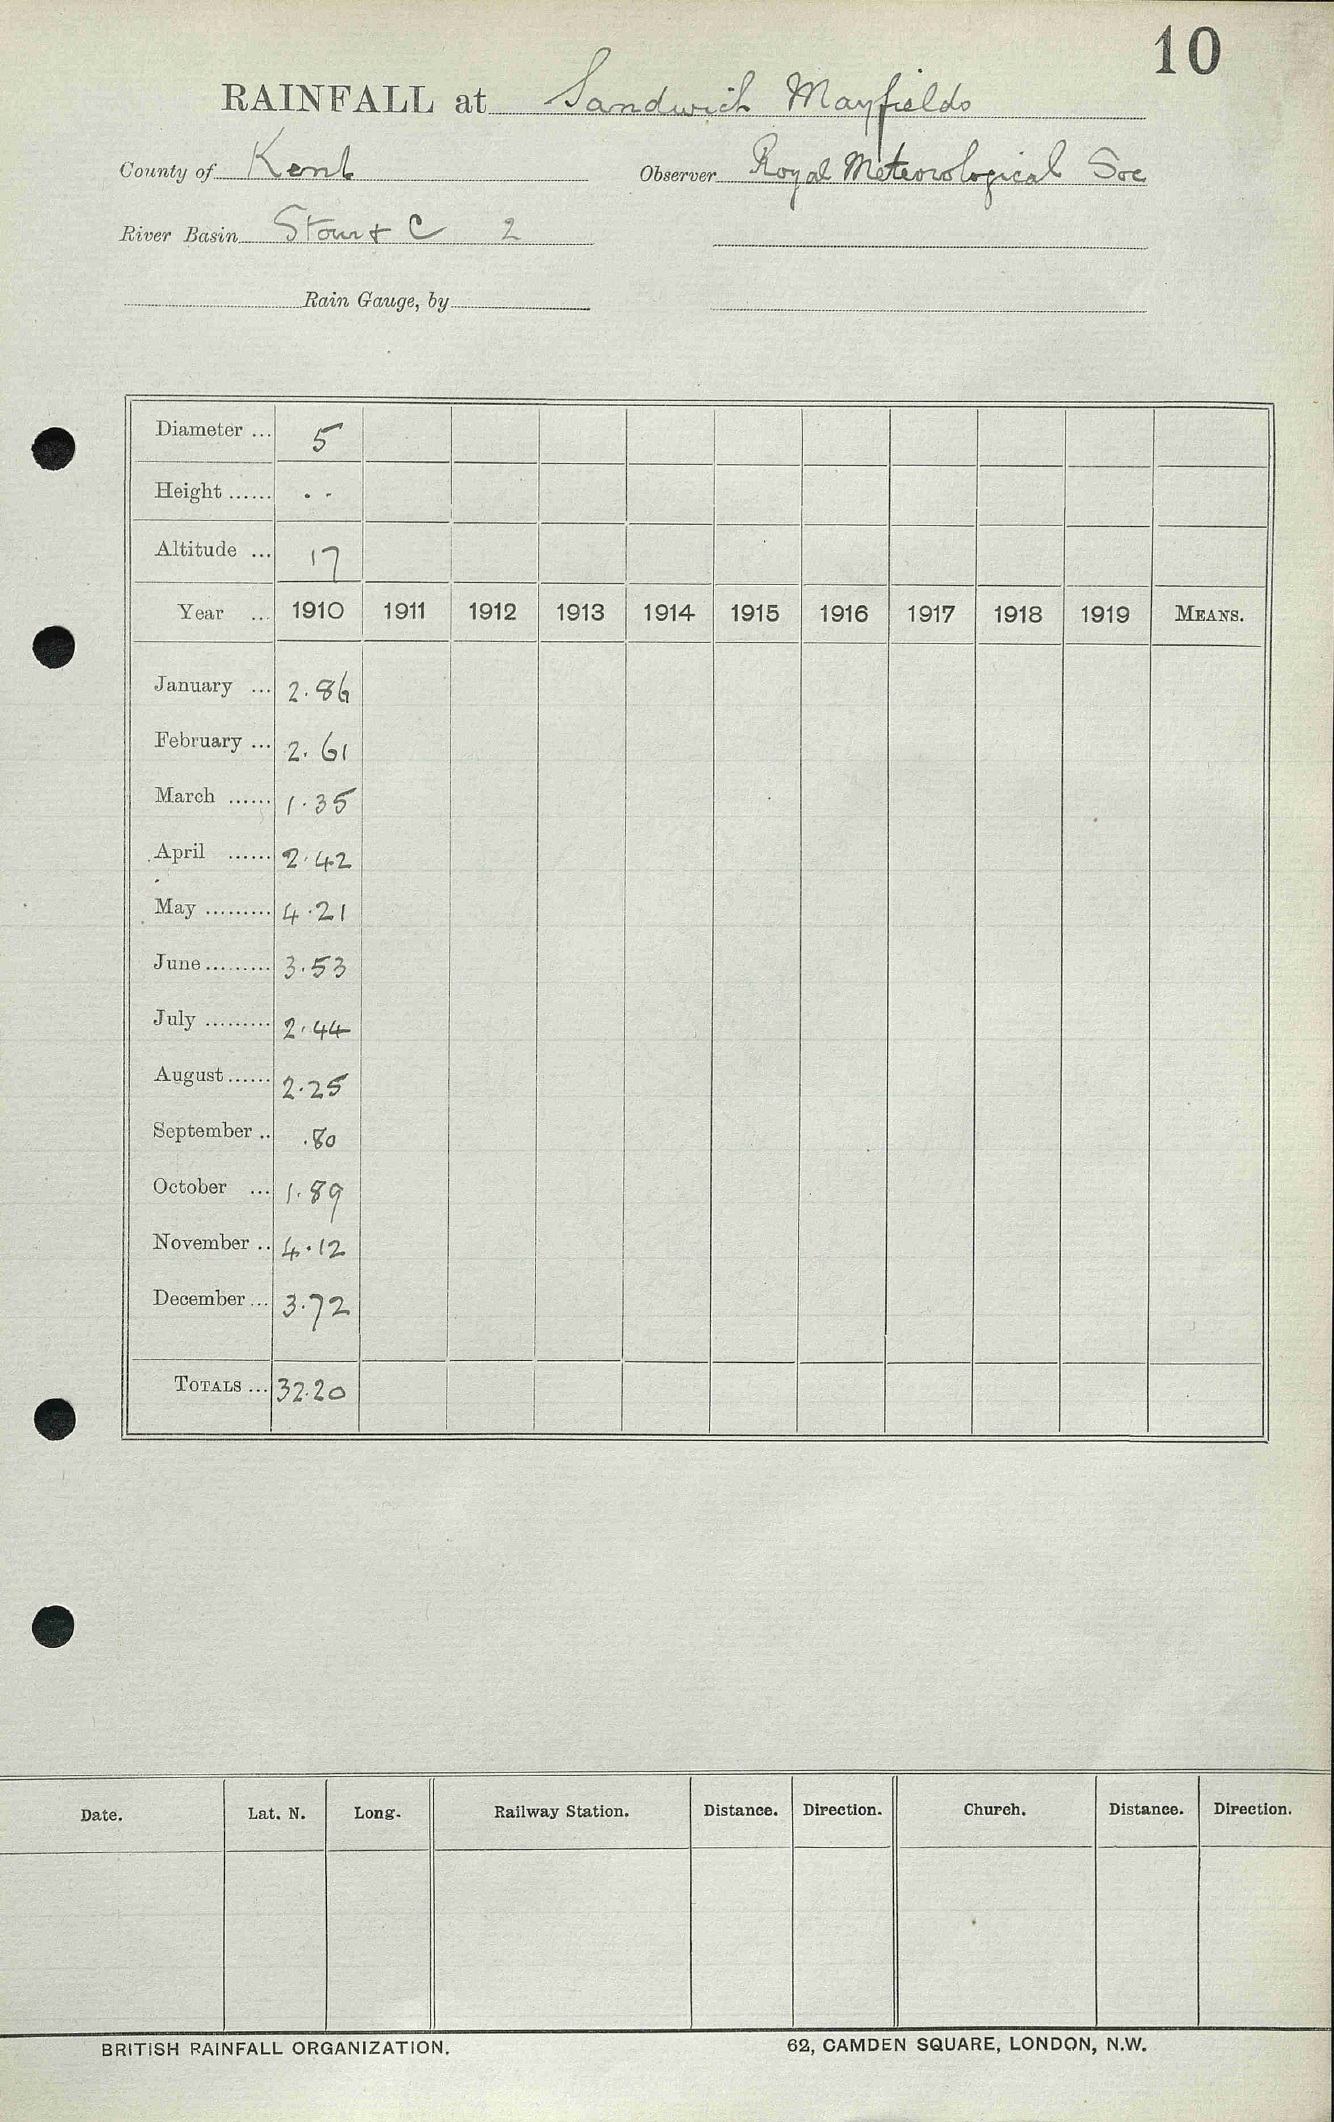 10
RAINFALL at Sandwich Mayfields
County of Kent Observer Royal Meteorological Soc
River Basin Stour & C 2
Rain Gauge, by
Diameter ... 5
Height ...... . .
Altitude ... 17
Year ... 1910 1911 1912 1913 1914 1915 1916 1917 1918 1919 MEANS.
January ... 2.86
February ... 2.61
March ...... 1.35
April ...... 2.42
May ......... 4.21
June ......... 3.53
July ......... 2.44
August ...... 2.25
September .. .80
October ... 1.89
November .. 4.12
December ... 3.72
TOTALS ... 32.20
Date. Lat. N. Long. Railway Station. Distance. Direction. Church. Distance. Direction.
BRITISH RAINFALL ORGANIZATION. 62, CAMDEN SQUARE, LONDON, N.W.